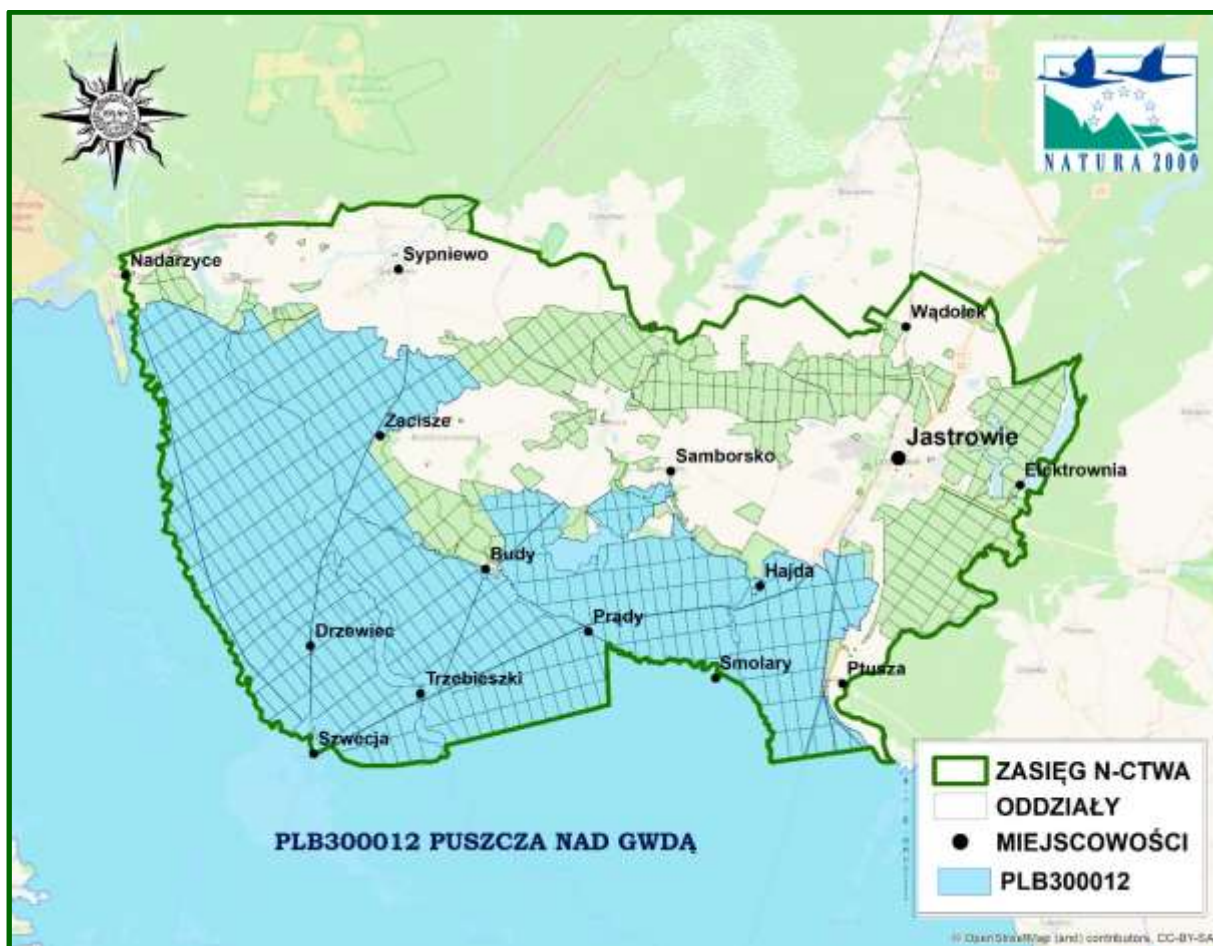 NATURA 2000
Nadarzyce
Sypniewo
Wądołek
Zacisze
Jastrowie
Samborsko
Elektrownia
Budy
Hajda
Prądy
Drzewiec
Smolary
Ptusza
Trzebieszki
Szwecja
ZASIĘG N-CTWA
ODDZIAŁY
MIEJSCOWOŚCI
PLB300012
PLB300012 PUSZCZA NAD GWDĄ
© OpenStreetMap (and) contributors, CC-BY-SA